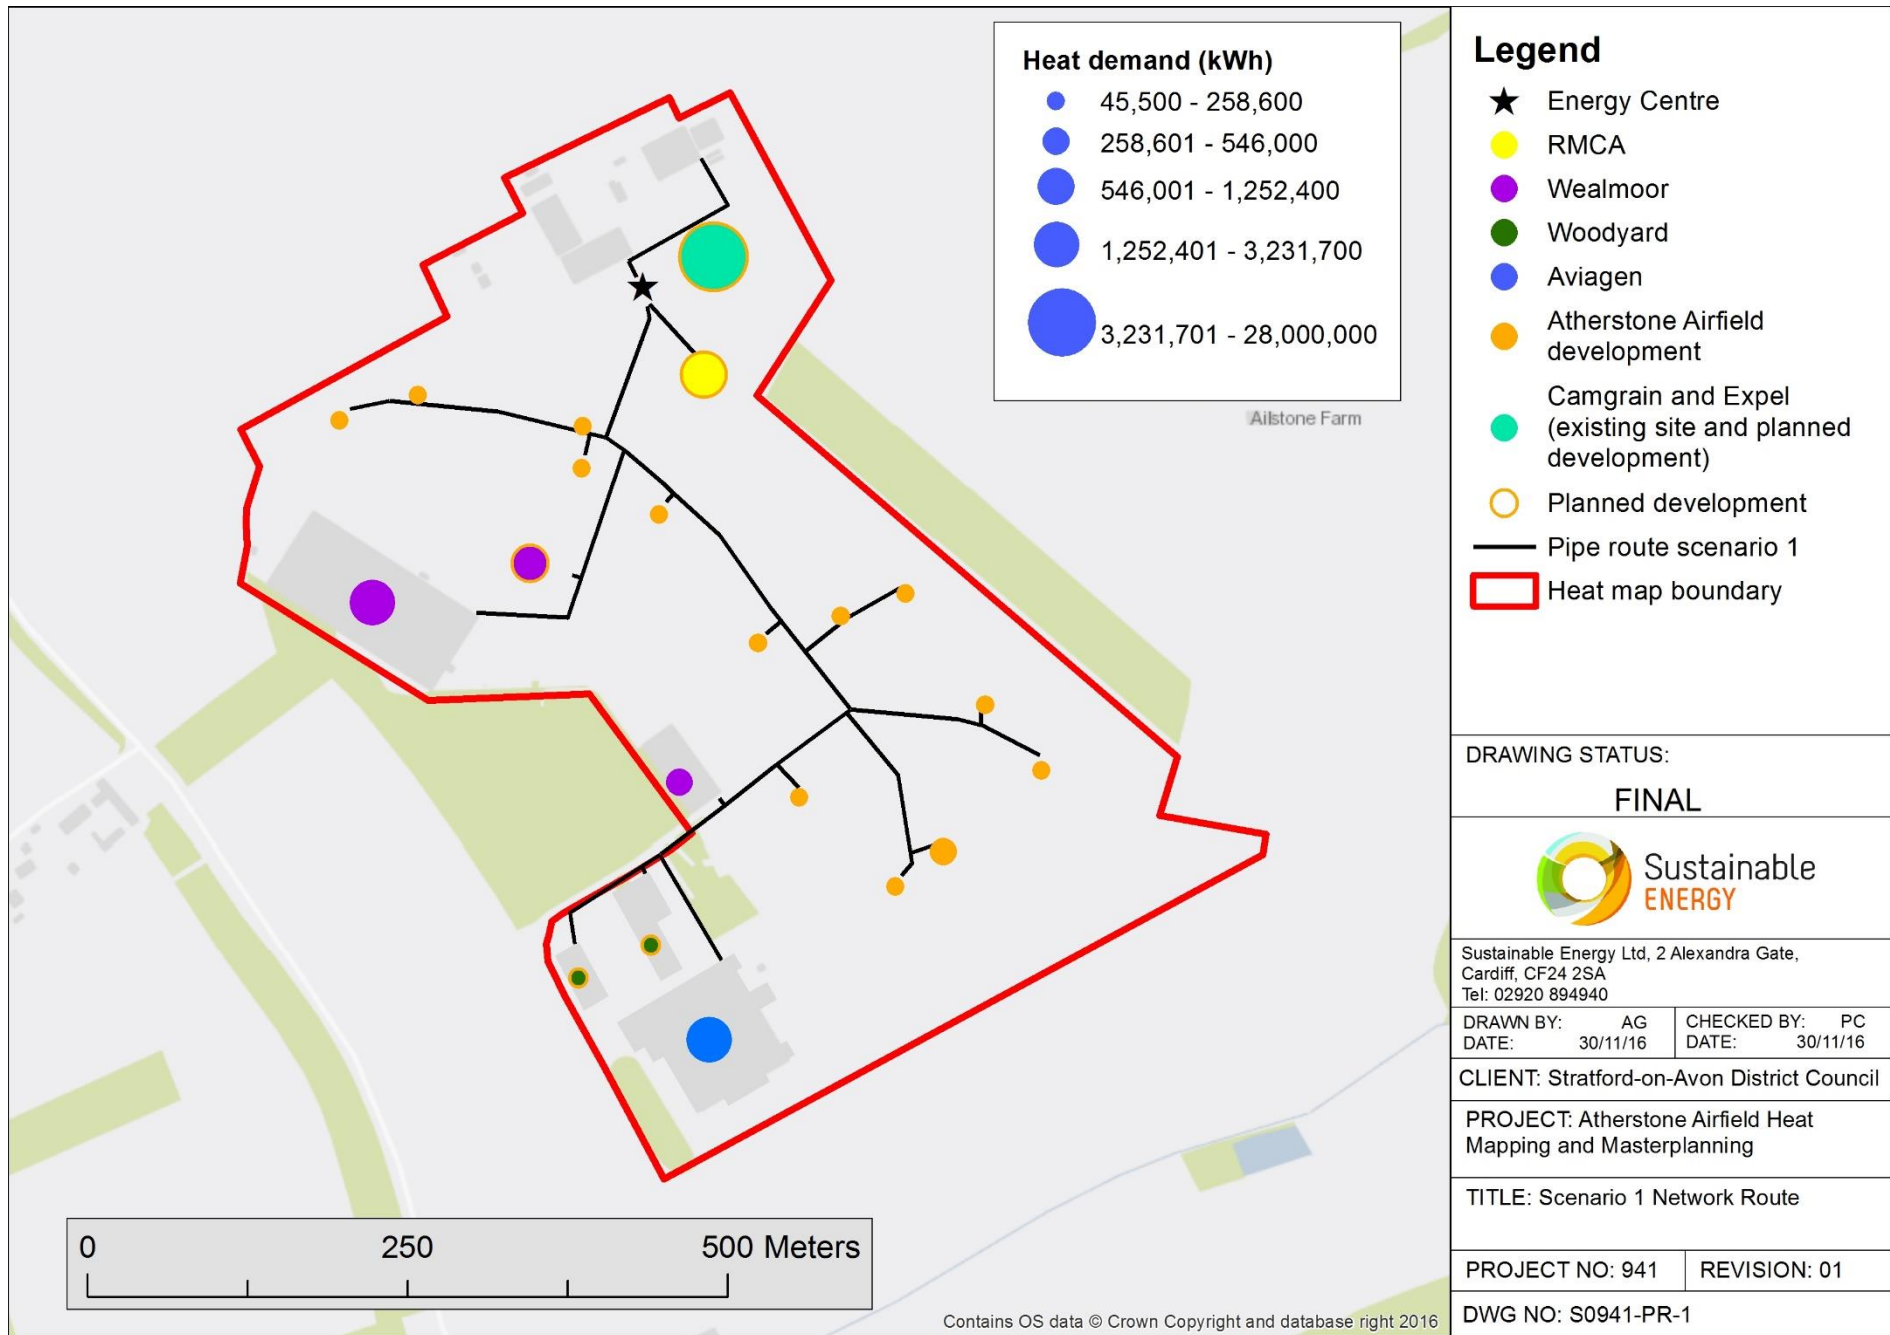 Heat demand (kWh)
45,500 - 258,600
258,601 - 546,000
546,001 - 1,252,400
1,252,401 - 3,231,700
3,231,701 - 28,000,000
Ailstone Farm
0 250 500 Meters
Contains OS data © Crown Copyright and database right 2016
Legend
Energy Centre
RMCA
Wealmoor
Woodyard
Aviagen
Atherstone Airfield
development
Camgrain and Expel
(existing site and planned
development)
Planned development
Pipe route scenario 1
Heat map boundary
DRAWING STATUS:
FINAL
Sustainable
ENERGY
Sustainable Energy Ltd, 2 Alexandra Gate,
Cardiff, CF24 2SA
Tel: 02920 894940
DRAWN BY: AG
DATE: 30/11/16
CHECKED BY: PC
DATE: 30/11/16
CLIENT: Stratford-on-Avon District Council
PROJECT: Atherstone Airfield Heat
Mapping and Masterplanning
TITLE: Scenario 1 Network Route
PROJECT NO: 941
REVISION: 01
DWG NO: S0941-PR-1